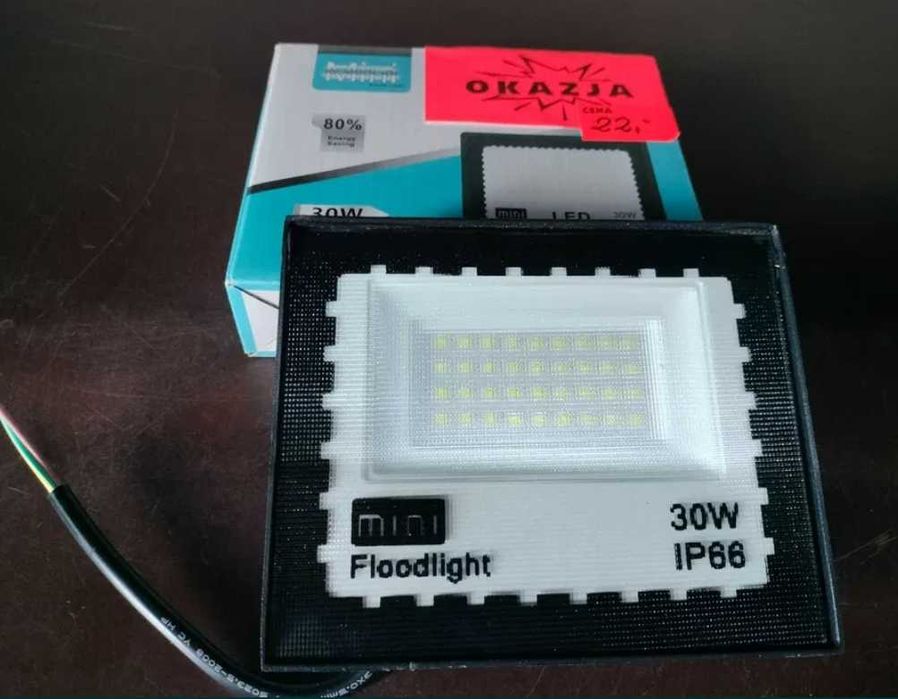 OKAZJA
CENA
22,-
80%
Energy
Saving
30W
mini LED 30W
mini
Floodlight
30W
IP66